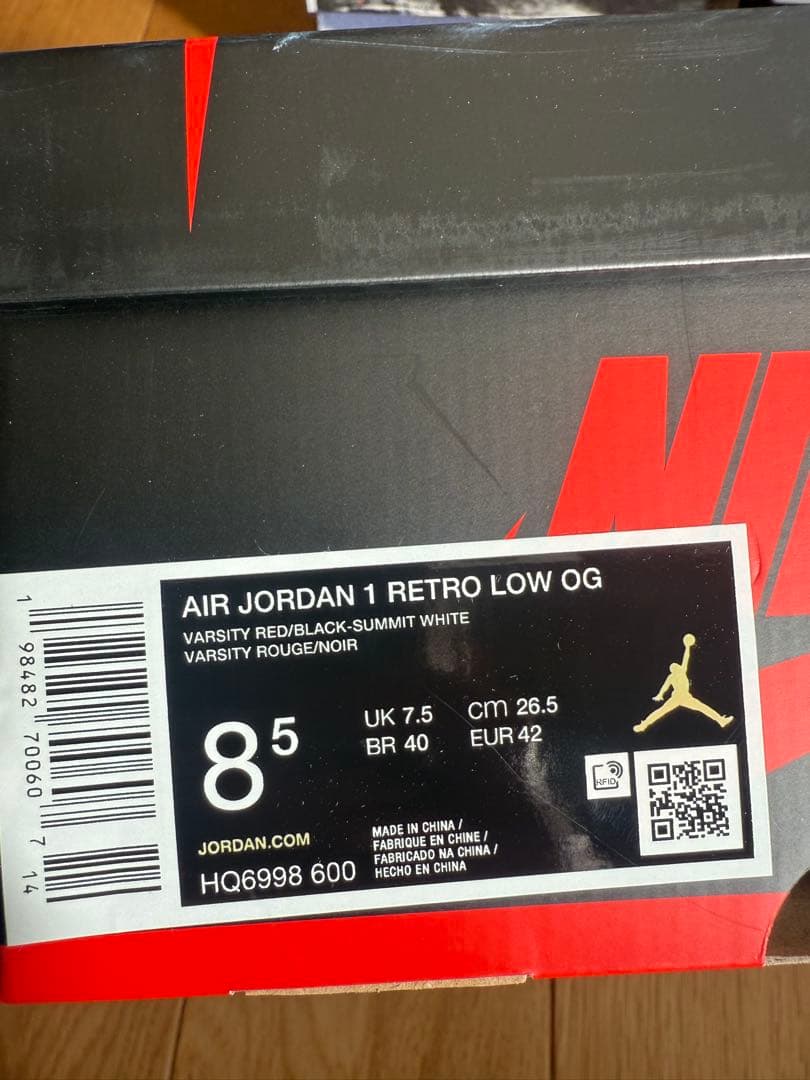 AIR JORDAN 1 RETRO LOW OG
VARSITY RED/BLACK-SUMMIT WHITE
VARSITY ROUGE/NOIR
8⁵
UK 7.5
CM 26.5
BR 40
EUR 42
RFID
JORDAN.COM
HQ6998 600
MADE IN CHINA /
FABRIQUE EN CHINE /
FABRICADO NA CHINA /
HECHO EN CHINA
1 98482 70060 7 14